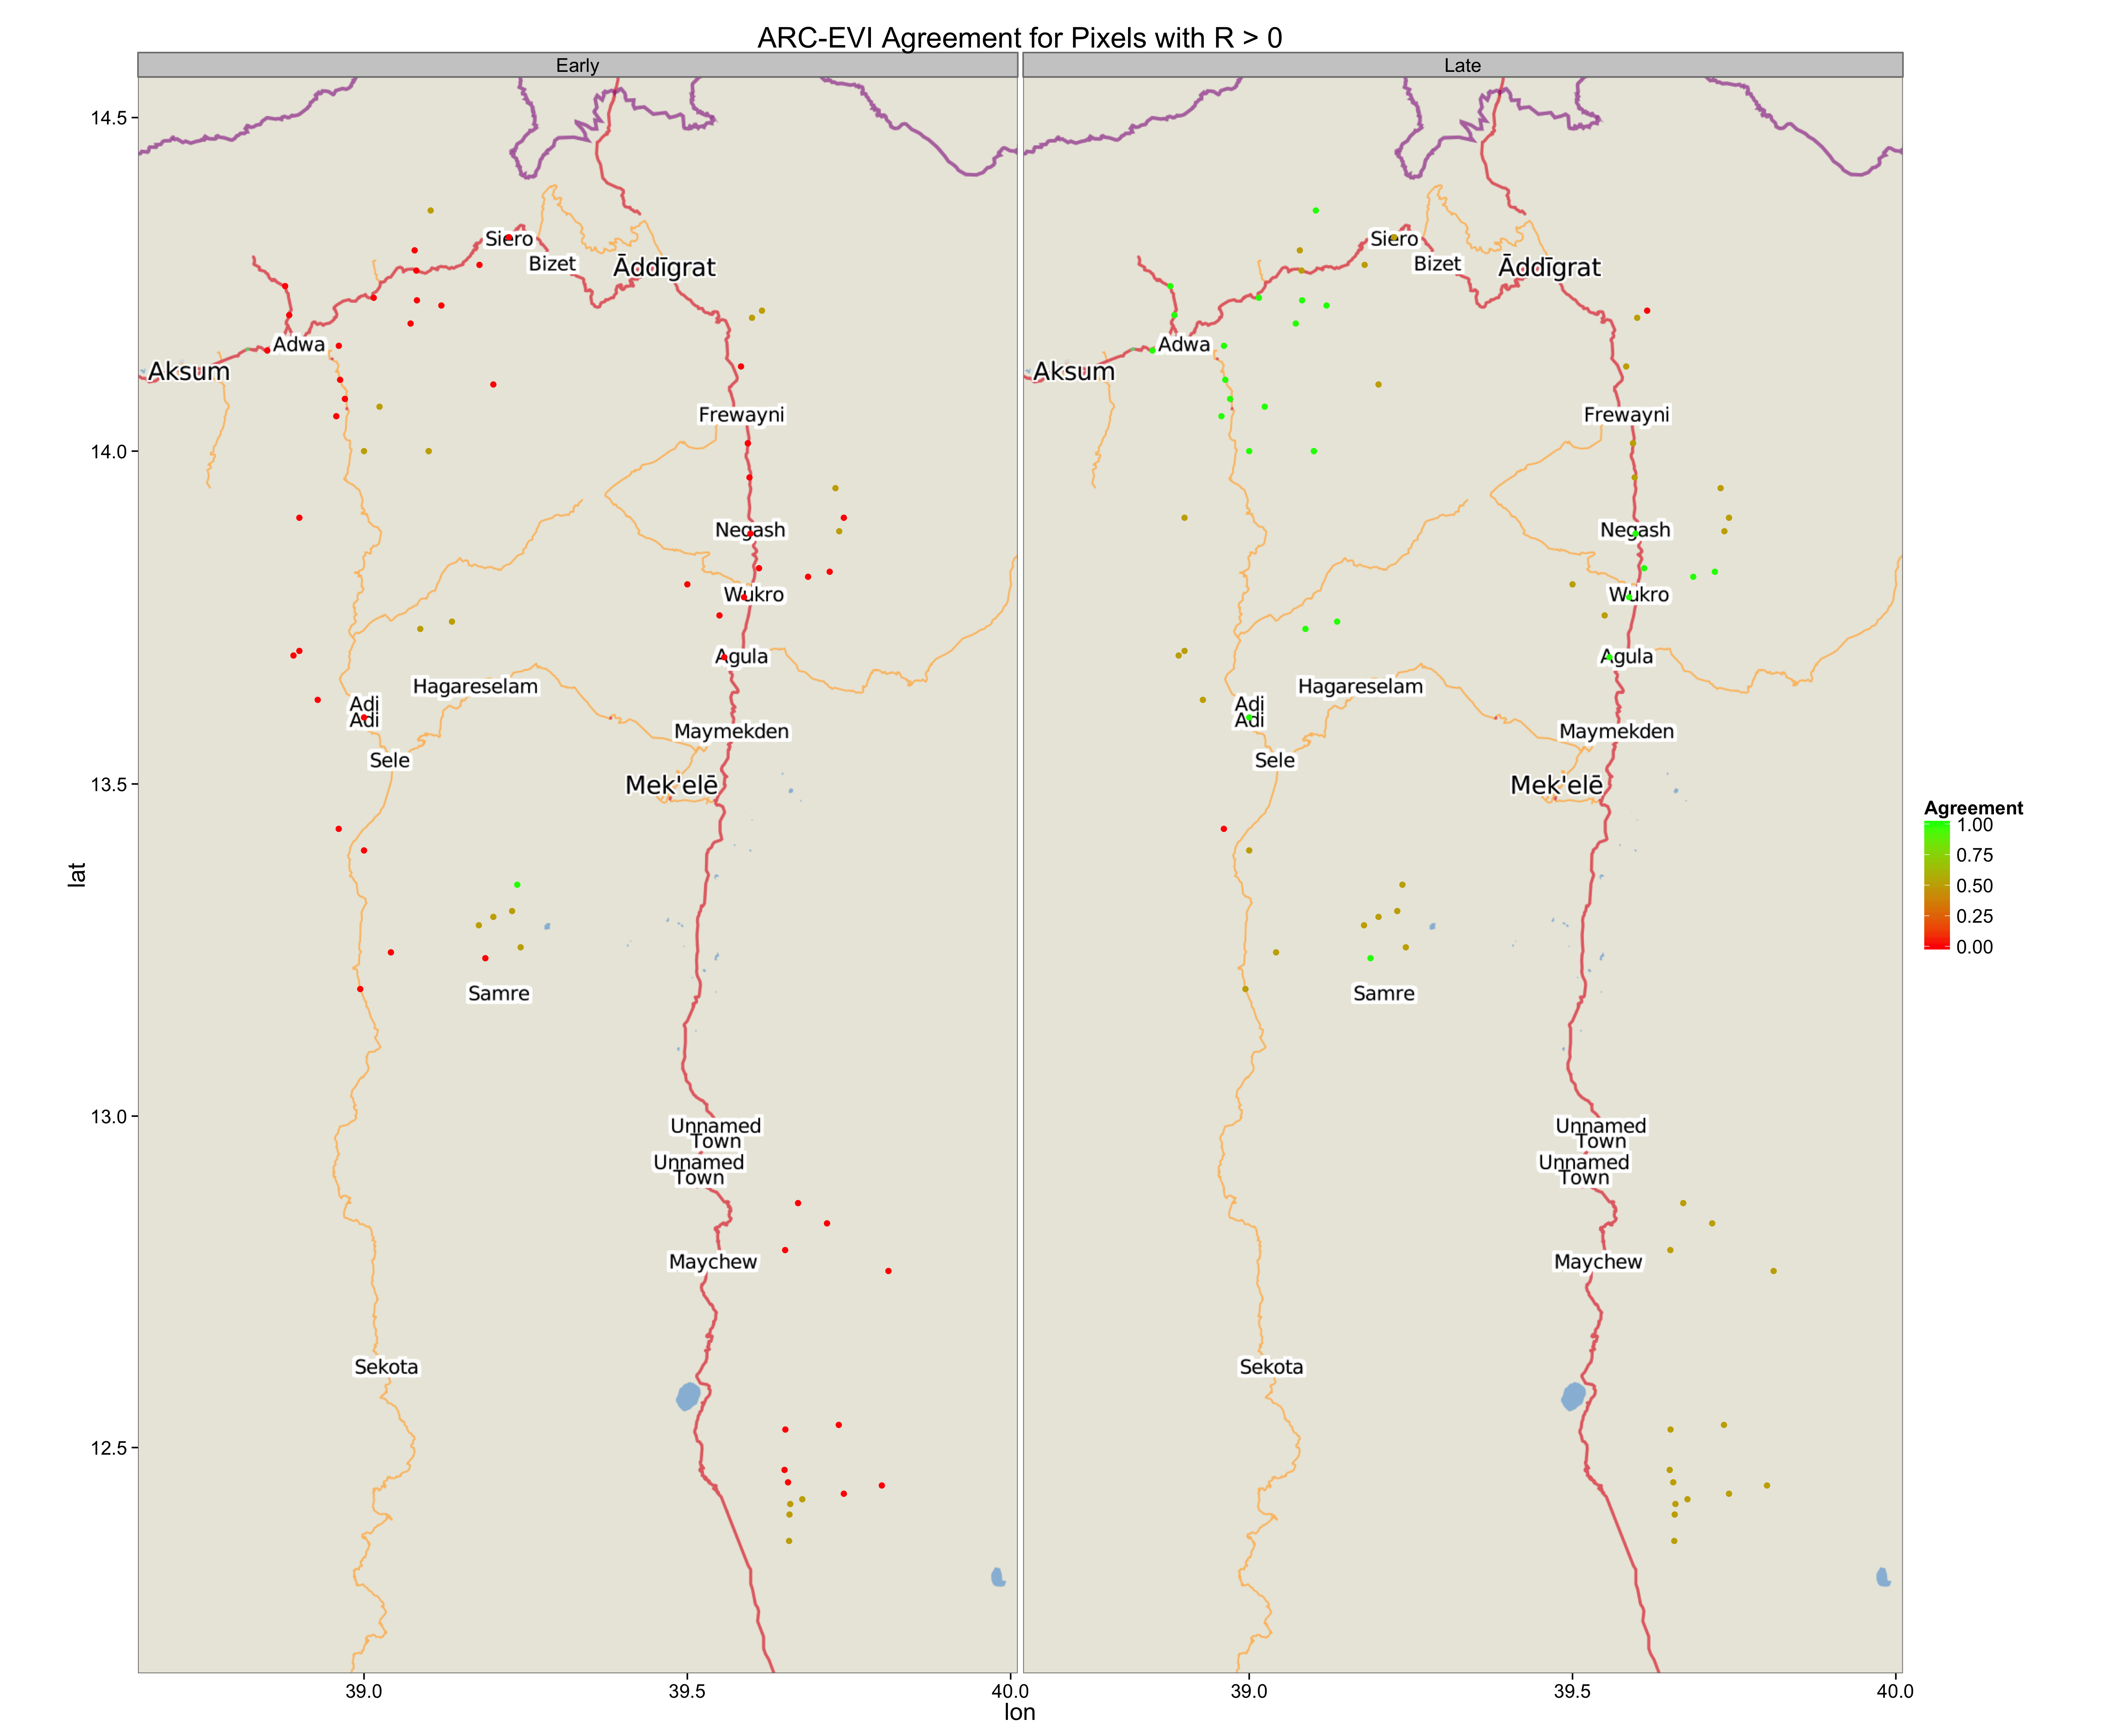 ARC-EVI Agreement for Pixels with R > 0
Early
Late
14.5
14.0
13.5
13.0
12.5
lat
Siero
Bizet
Āddīgrat
Adwa
Aksum
Frewayni
Negash
Wukro
Agula
Hagareselam
Adi
Adi
Maymekden
Sele
Mek'elē
Samre
Unnamed
Town
Unnamed
Town
Maychew
Sekota
Siero
Bizet
Āddīgrat
Adwa
Aksum
Frewayni
Negash
Wukro
Agula
Hagareselam
Adi
Adi
Maymekden
Sele
Mek'elē
Samre
Unnamed
Town
Unnamed
Town
Maychew
Sekota
Agreement
1.00
0.75
0.50
0.25
0.00
39.0
39.5
40.0
39.0
39.5
40.0
lon